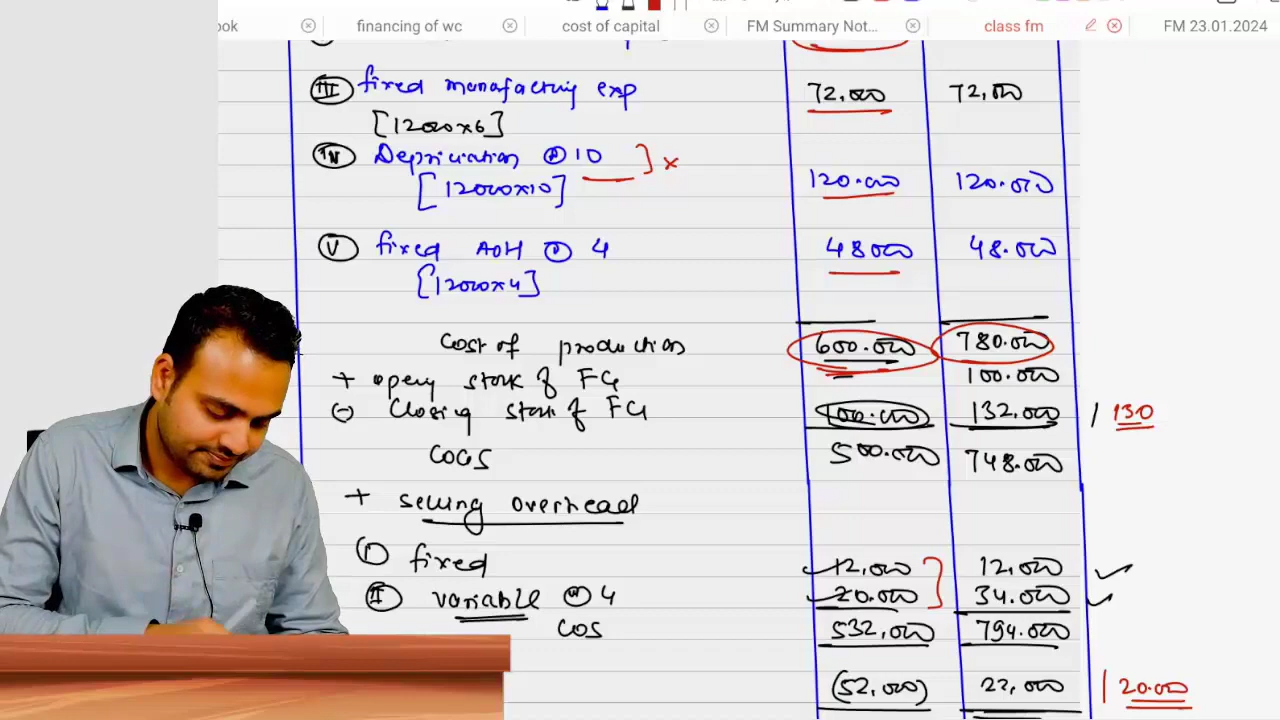 ook financing of wc cost of capital FM Summary Not... class fm FM 23.01.2024
III fixed manufacting exp 72,000 72,000
[12000x6]
IV Depriciation @ 10 ] x 120.000 120.000
[12000x10]
V fixed AOH @ 4 48000 48.000
[12000x4]
Cost of production 600.000 780.000
+ openy stock of FG 100.000
(-) Closing stock of FG 100.000 132.000 / 130
COGS 500.000 748.000
+ selling overhead
I fixed 12,000 12,000
II variable @ 4 20.000 34.000
COS 532,000 794.000
(52,000) 22,000 | 20.000